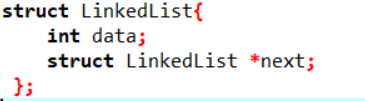 struct LinkedList{
    int data;
    struct LinkedList *next;
 };